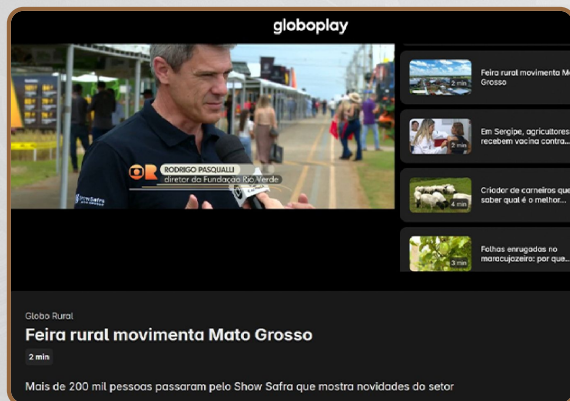 globoplay
RODRIGO PASQUALLI
diretor da Fundação Rio Verde
2 min
Feira rural movimenta Ma
Grosso
2 min
Em Sergipe, agricultores
recebem vacina contra...
4 min
Criador de carneiros que
saber qual é o melhor...
3 min
Folhas enrugadas no
maracujazeiro: por que...
Globo Rural
Feira rural movimenta Mato Grosso
2 min
Mais de 200 mil pessoas passaram pelo Show Safra que mostra novidades do setor